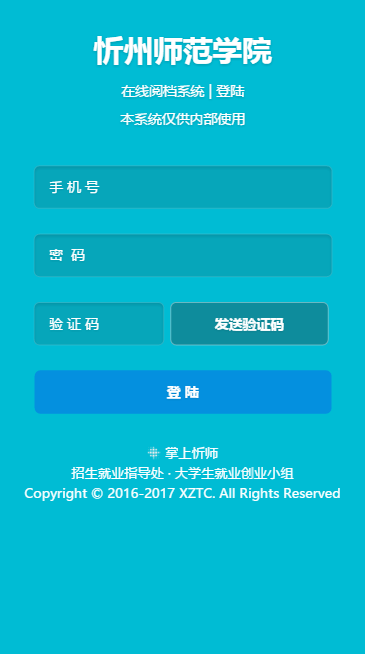 忻州师范学院
在线阅档系统 | 登陆
本系统仅供内部使用
手 机 号
密 码
验 证 码
发送验证码
登 陆
掌上忻师
招生就业指导处 · 大学生就业创业小组
Copyright © 2016-2017 XZTC. All Rights Reserved